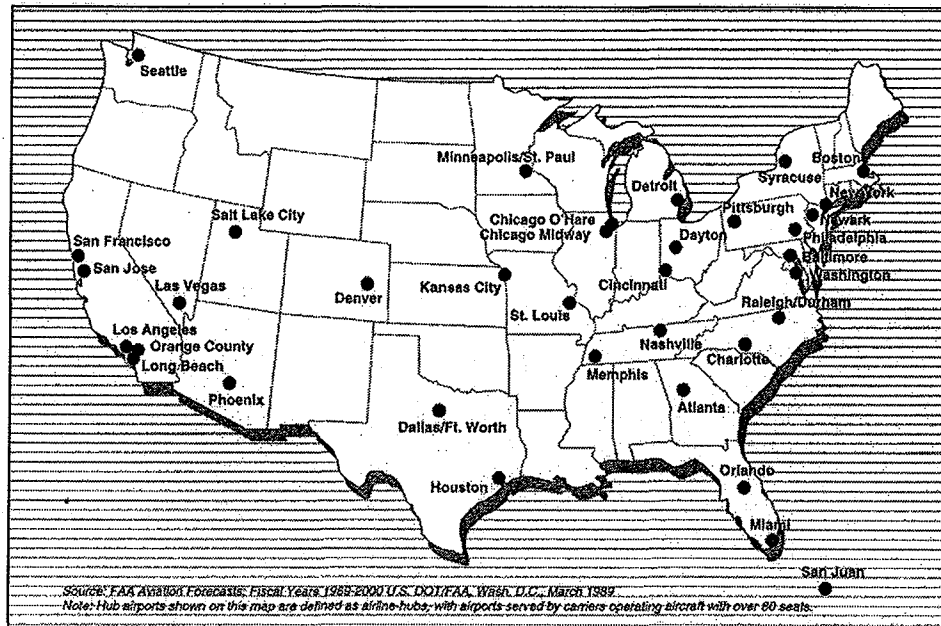 Seattle
Minneapolis/St. Paul
Boston
Syracuse
New York
Detroit
Pittsburgh
Newark
Salt Lake City
Chicago O'Hare
Chicago Midway
Dayton
Philadelphia
San Francisco
San Jose
Baltimore
Washington
Las Vegas
Denver
Kansas City
Cincinnati
St. Louis
Raleigh/Durham
Los Angeles
Orange County
Long Beach
Nashville
Charlotte
Memphis
Phoenix
Atlanta
Dallas/Ft. Worth
Houston
Orlando
Miami
San Juan
Source: FAA Aviation Forecasts; Fiscal Years 1989-2000 U.S. DOT/FAA, Wash. D.C., March 1989
Note: Hub airports shown on this map are defined as airline-hubs, with airports served by carriers operating aircraft with over 60 seats.